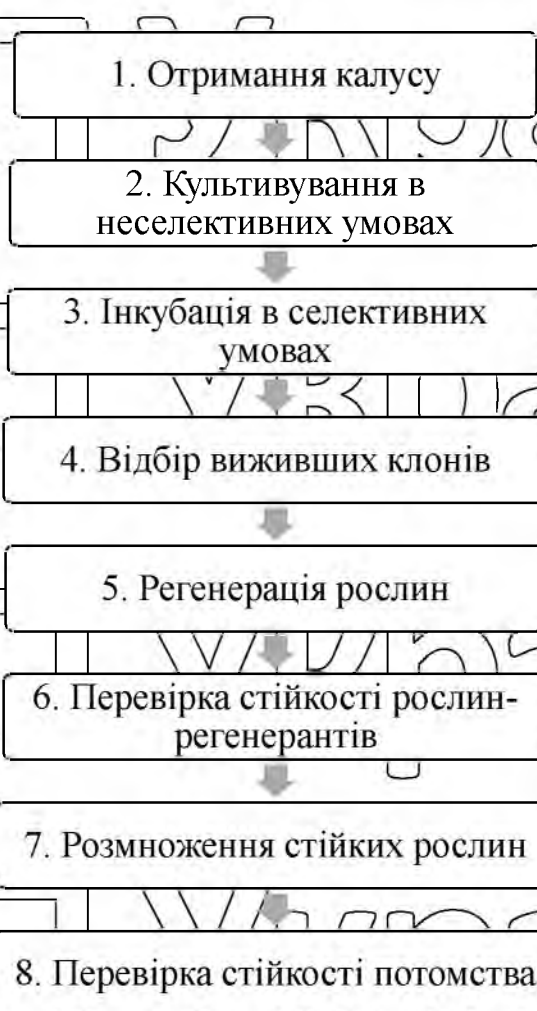 1. Отримання калусу
2. Культивування в
неселективних умовах
3. Інкубація в селективних
умовах
4. Відбір виживших клонів
5. Регенерація рослин
6. Перевірка стійкості рослин-
регенерантів
7. Розмноження стійких рослин
8. Перевірка стійкості потомства